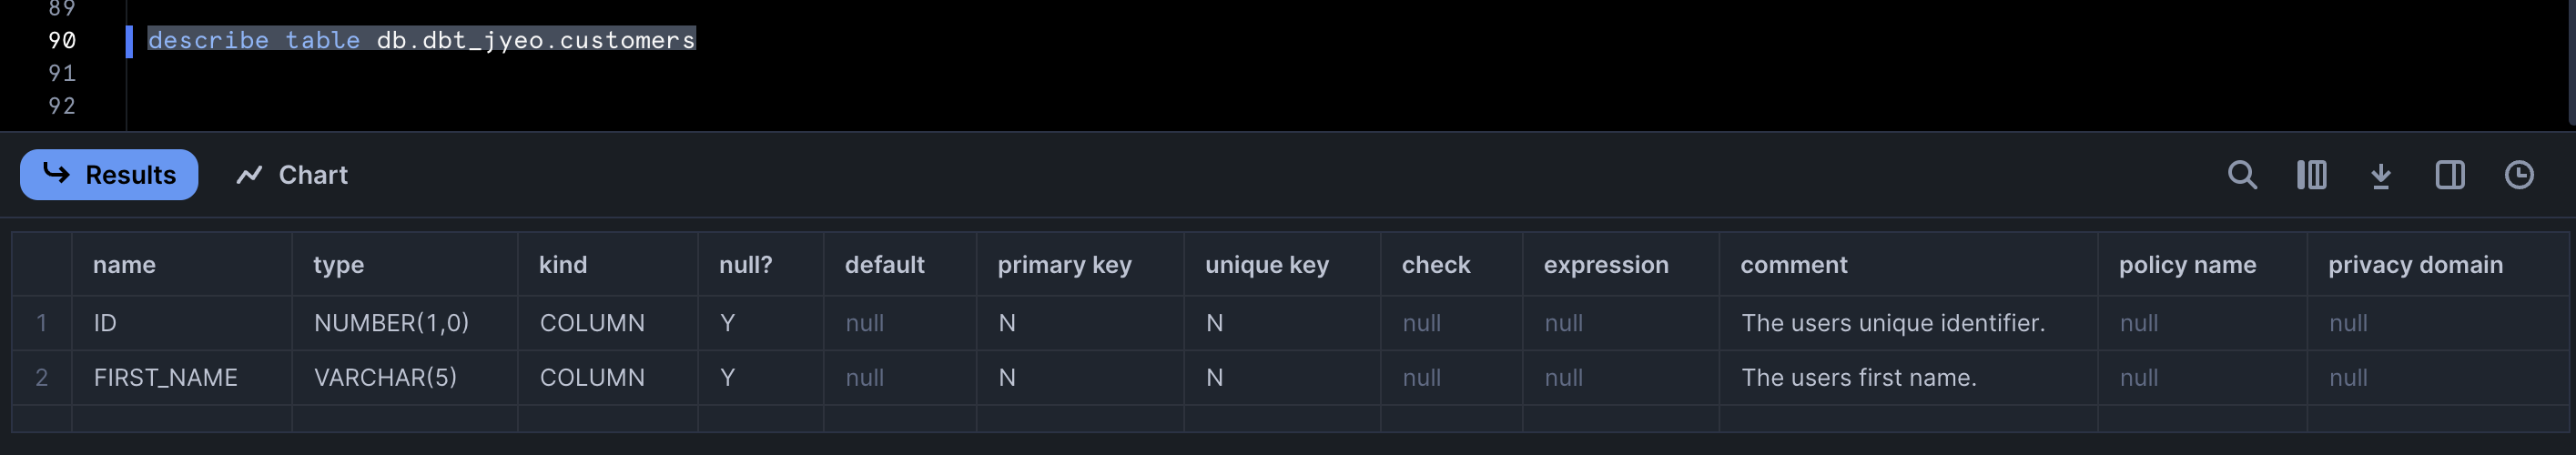 89
90 describe table db.dbt_jyeo.customers
91
92
Results Chart
name type kind null? default primary key unique key check expression comment policy name privacy domain
1 ID NUMBER(1,0) COLUMN Y null N N null null The users unique identifier. null null
2 FIRST_NAME VARCHAR(5) COLUMN Y null N N null null The users first name. null null